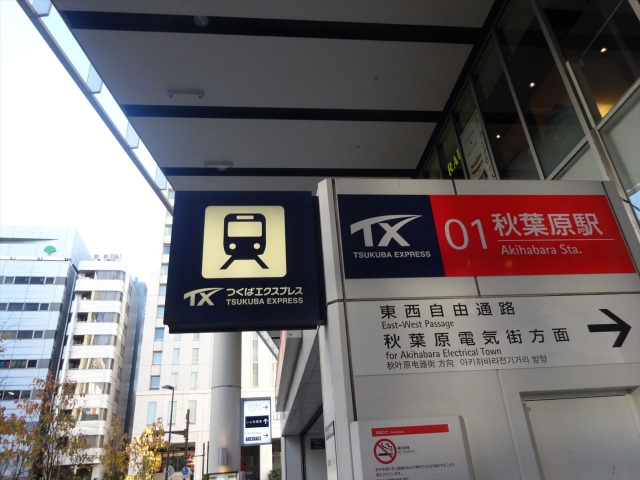 TX つくばエクスプレス
TSUKUBA EXPRESS
TX
TSUKUBA EXPRESS
01 秋葉原駅
Akihabara Sta.
東西自由通路
East-West Passage
秋葉原電気街方面
for Akihabara Electrical Town
秋叶原电器街 方向 아키하바라전기거리 방향